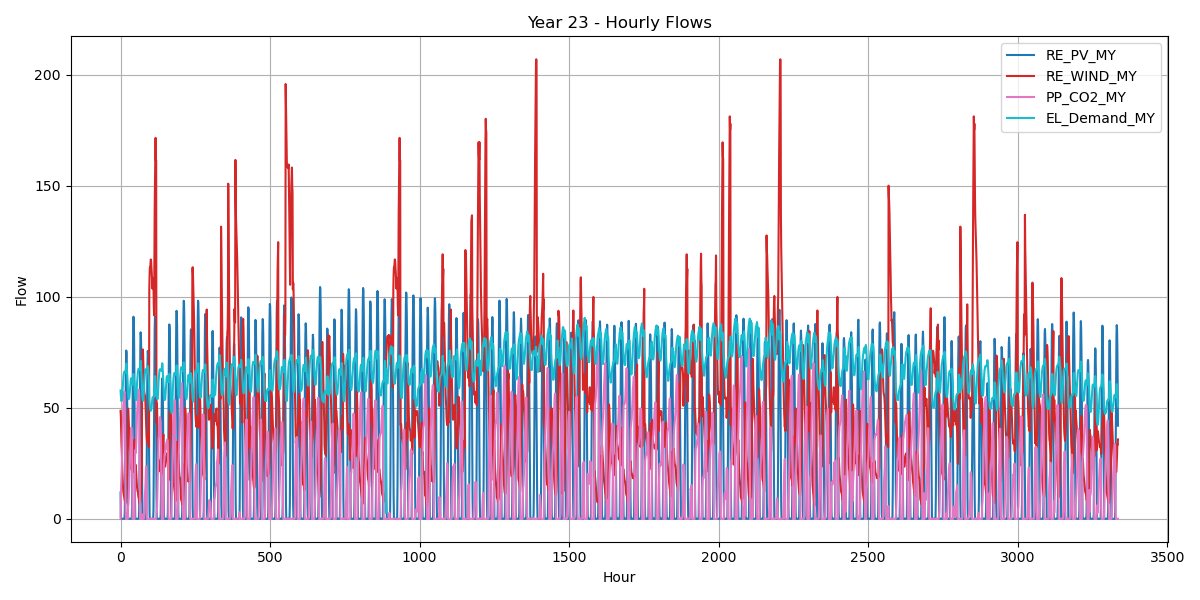 Year 23 - Hourly Flows
RE_PV_MY
RE_WIND_MY
PP_CO2_MY
EL_Demand_MY
Flow
200
150
100
50
0
0 500 1000 1500 2000 2500 3000 3500
Hour